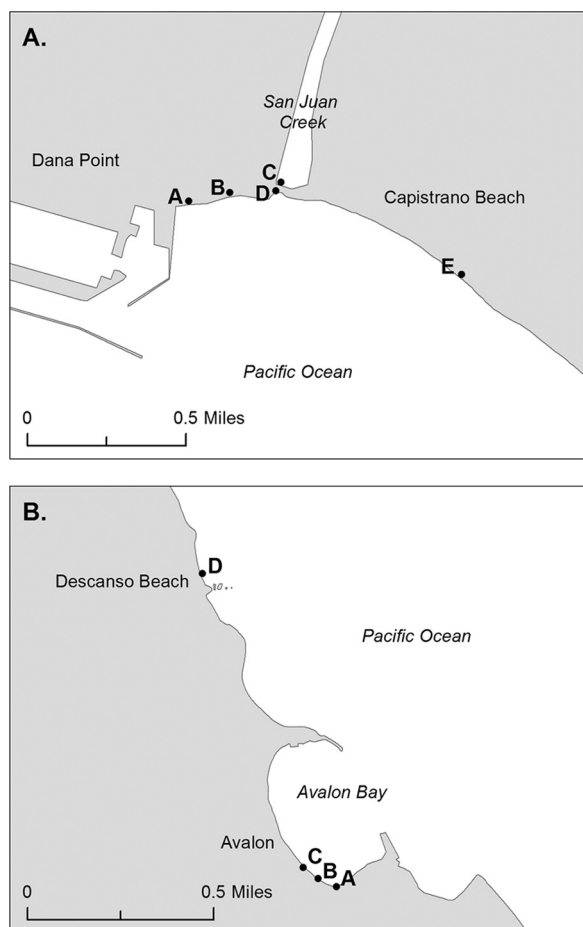 A.
San Juan
Creek
Dana Point
C
B
D
A
Capistrano Beach
E
Pacific Ocean
0
0.5 Miles
B.
D
Descanso Beach
Pacific Ocean
Avalon Bay
Avalon
C
B
A
0
0.5 Miles